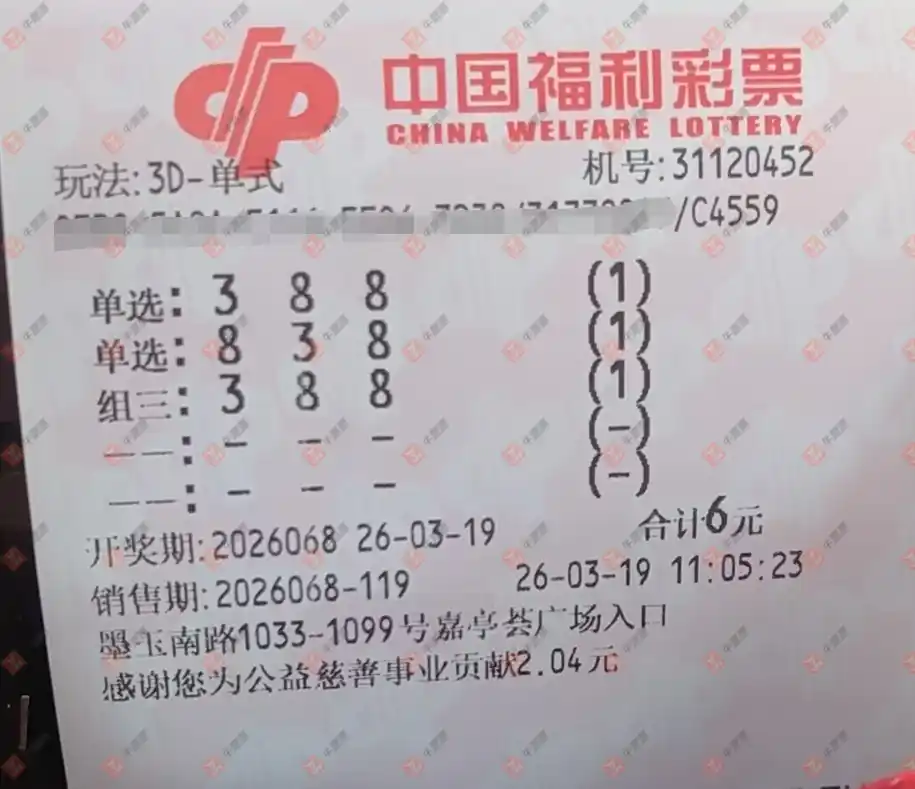 中国福利彩票
CHINA WELFARE LOTTERY
玩法:3D-单式 机号:31120452
/C4559
单选: 3 8 8 (1)
单选: 8 3 8 (1)
组三: 3 8 8 (1)
——: - - - (-)
——: - - - (-)
开奖期:2026068 26-03-19 合计6元
销售期:2026068-119 26-03-19 11:05:23
墨玉南路1033-1099号嘉亭荟广场入口
感谢您为公益慈善事业贡献2.04元